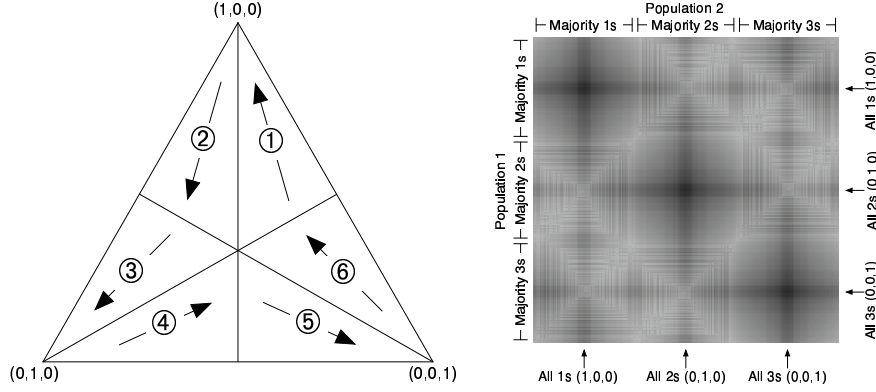 (1,0,0)
②
①
③
⑥
④
⑤
(0,1,0)
(0,0,1)
Population 2
Majority 1s
Majority 2s
Majority 3s
Population 1
Majority 1s
Majority 2s
Majority 3s
All 1s (1,0,0)
All 2s (0,1,0)
All 3s (0,0,1)
All 1s (1,0,0)
All 2s (0,1,0)
All 3s (0,0,1)